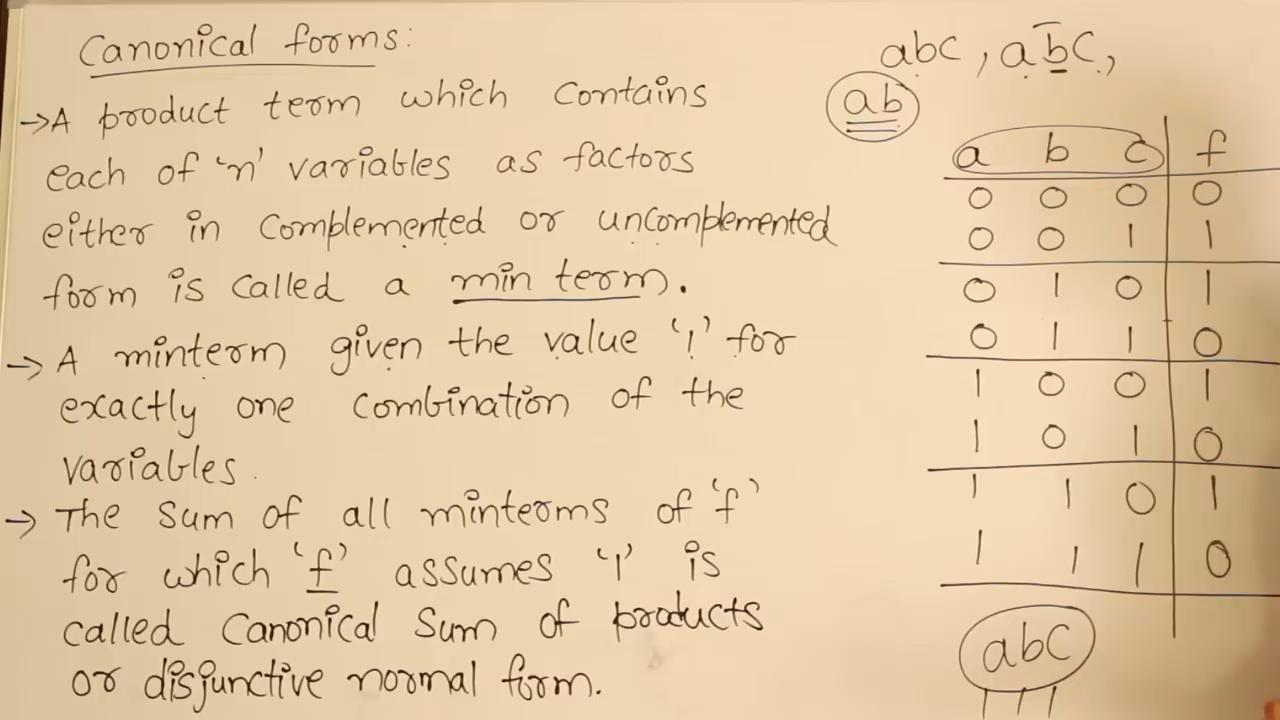 Canonical forms:
→ A product term which contains
each of 'n' variables as factors
either in complemented or uncomplemented
form is called a min term.
→ A minterm given the value '1' for
exactly one combination of the
variables.
→ The sum of all minterms of 'f'
for which 'f' assumes '1' is
called canonical sum of products
or disjunctive normal form.
abc, ab̅c,
ab
a b c f
0 0 0 0
0 0 1 1
0 1 0 1
0 1 1 0
1 0 0 1
1 0 1 0
1 1 0 1
1 1 1 0
abc
1 1 1